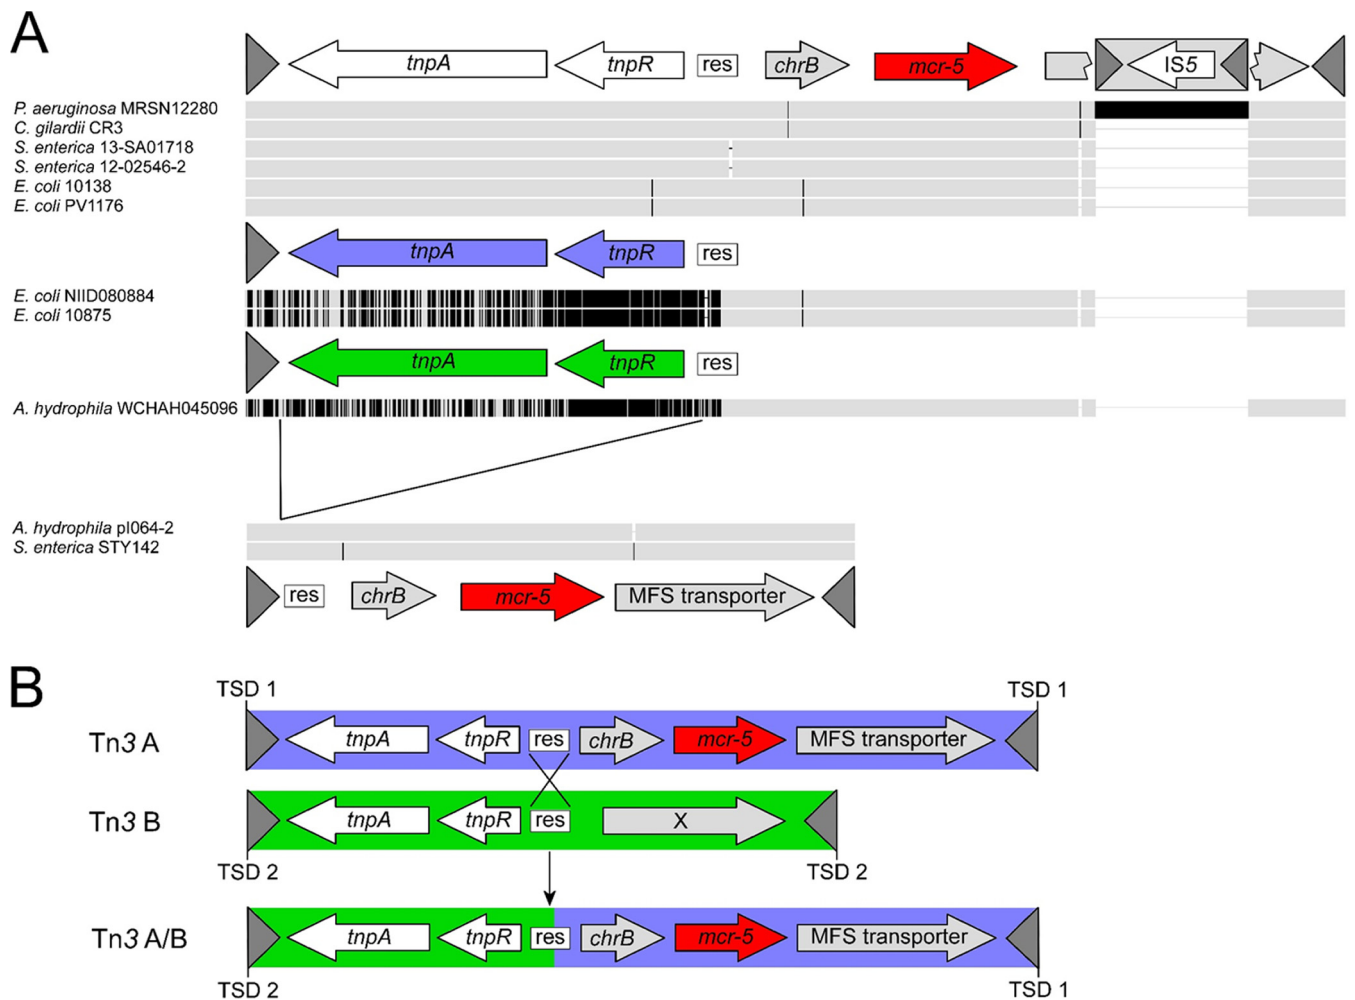 A
tnpA tnpR res chrB mcr-5 IS5
P. aeruginosa MRSN12280
C. gilardii CR3
S. enterica 13-SA01718
S. enterica 12-02546-2
E. coli 10138
E. coli PV1176
tnpA tnpR res
E. coli NIID080884
E. coli 10875
tnpA tnpR res
A. hydrophila WCHAH045096
A. hydrophila pI064-2
S. enterica STY142
res chrB mcr-5 MFS transporter
B
TSD 1 TSD 1
Tn3 A tnpA tnpR res chrB mcr-5 MFS transporter
Tn3 B tnpA tnpR res X
TSD 2 TSD 2
Tn3 A/B tnpA tnpR res chrB mcr-5 MFS transporter
TSD 2 TSD 1